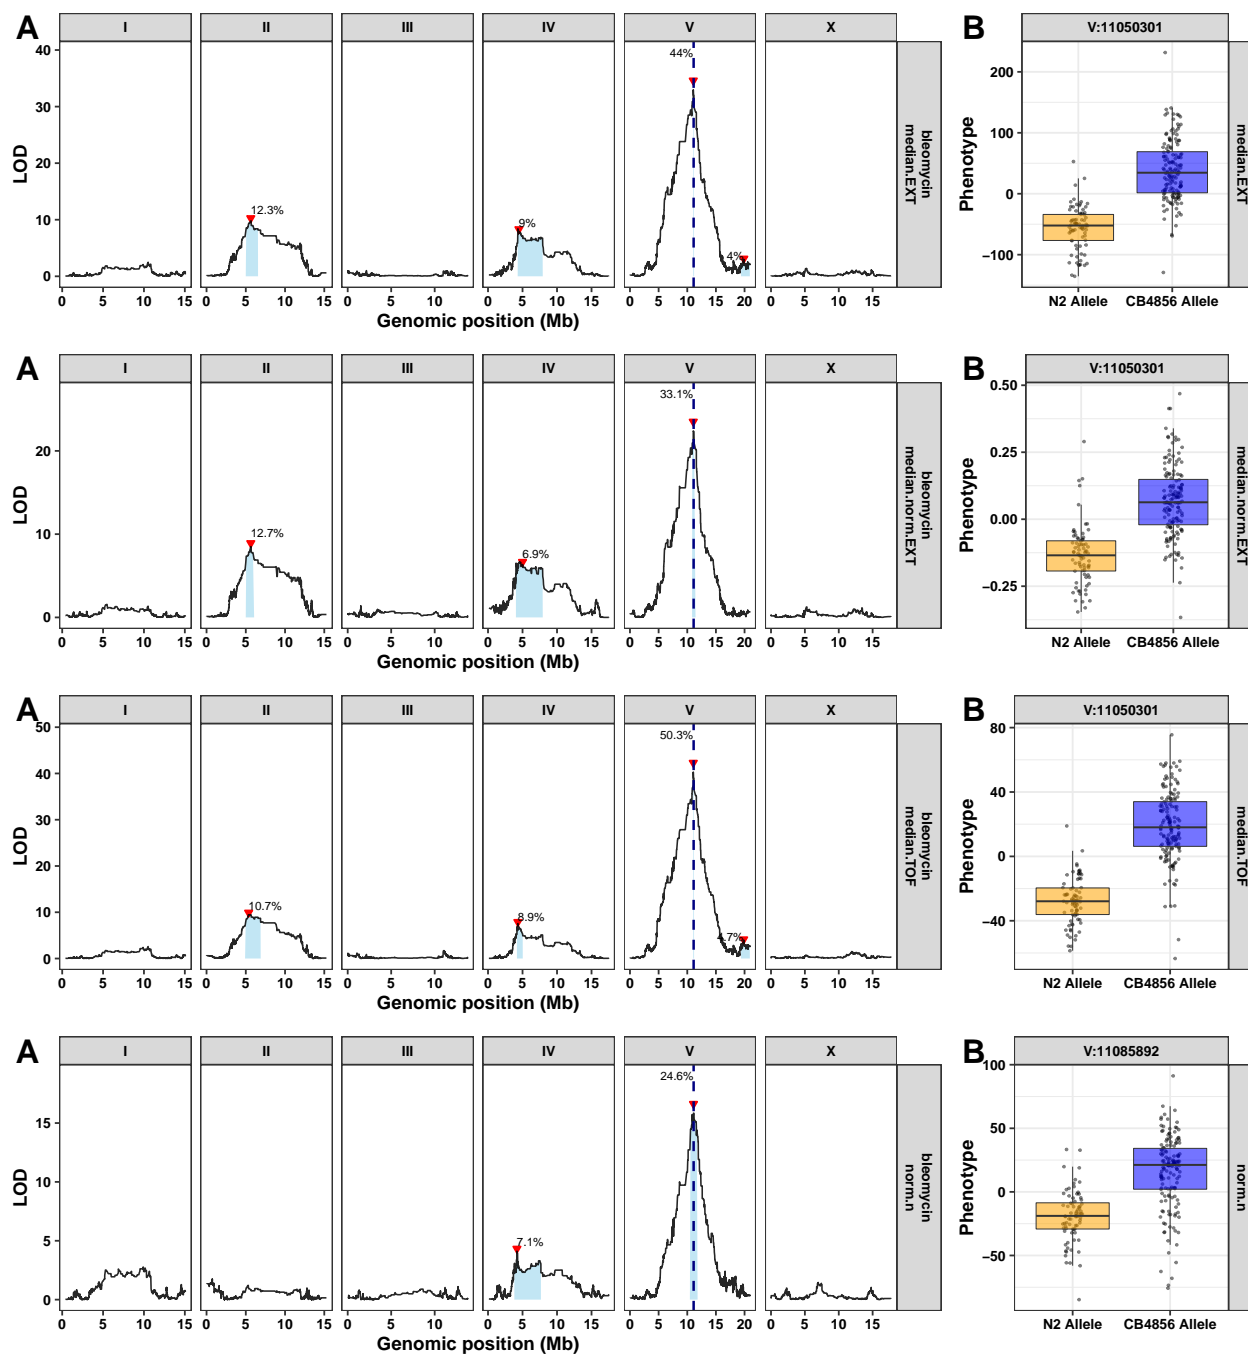 A
B
I II III IV V X
V:11050301
40
30
20
10
0
LOD
12.3%
9%
44%
4%
bleomycin
median.EXT
200
100
0
−100
Phenotype
median.EXT
0 5 10 15 0 5 10 15 0 5 10 0 5 10 15 0 5 10 15 20 0 5 10 15
Genomic position (Mb)
N2 Allele CB4856 Allele
A
B
I II III IV V X
V:11050301
20
10
0
LOD
12.7%
6.9%
33.1%
bleomycin
median.norm.EXT
0.50
0.25
0.00
−0.25
Phenotype
median.norm.EXT
0 5 10 15 0 5 10 15 0 5 10 0 5 10 15 0 5 10 15 20 0 5 10 15
Genomic position (Mb)
N2 Allele CB4856 Allele
A
B
I II III IV V X
V:11050301
50
40
30
20
10
0
LOD
10.7%
8.9%
50.3%
4.7%
bleomycin
median.TOF
80
40
0
−40
Phenotype
median.TOF
0 5 10 15 0 5 10 15 0 5 10 0 5 10 15 0 5 10 15 20 0 5 10 15
Genomic position (Mb)
N2 Allele CB4856 Allele
A
B
I II III IV V X
V:11085892
15
10
5
0
LOD
7.1%
24.6%
bleomycin
norm.n
100
50
0
−50
Phenotype
norm.n
0 5 10 15 0 5 10 15 0 5 10 0 5 10 15 0 5 10 15 20 0 5 10 15
Genomic position (Mb)
N2 Allele CB4856 Allele